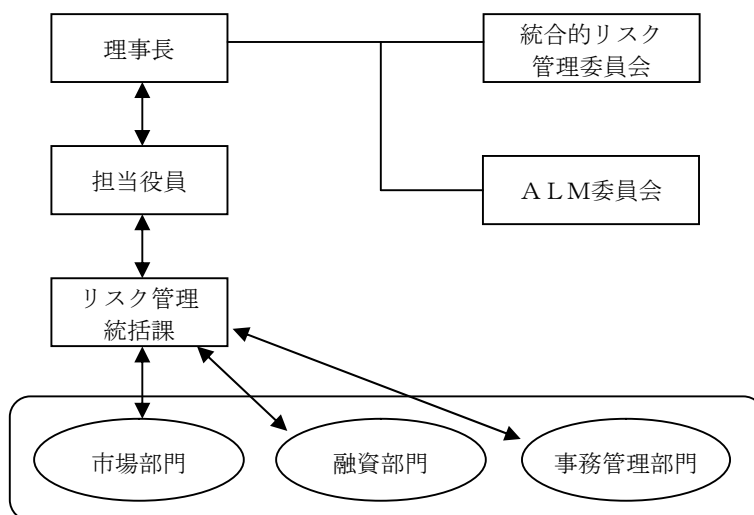 理事長
統合的リスク
管理委員会
担当役員
ＡＬＭ委員会
リスク管理
統括課
市場部門
融資部門
事務管理部門